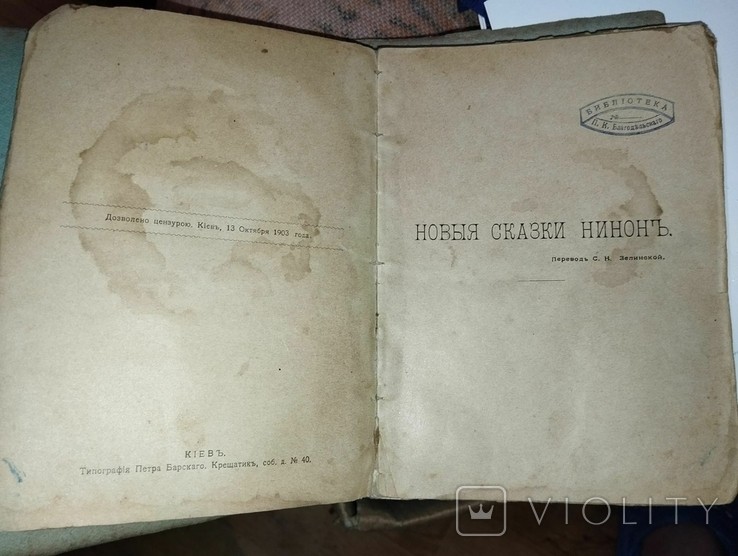 Дозволено цензурою. Кіевъ, 13 Октября 1903 года.
КІЕВЪ.
Типографія Петра Барскаго. Крещатикъ, соб. д. № 40.
БИБЛІОТЕКА
П. Н. Благодѣльскаго
НОВЫЯ СКАЗКИ НИНОНЪ.
Переводъ С. Н. Зелинской.
VIOLITY